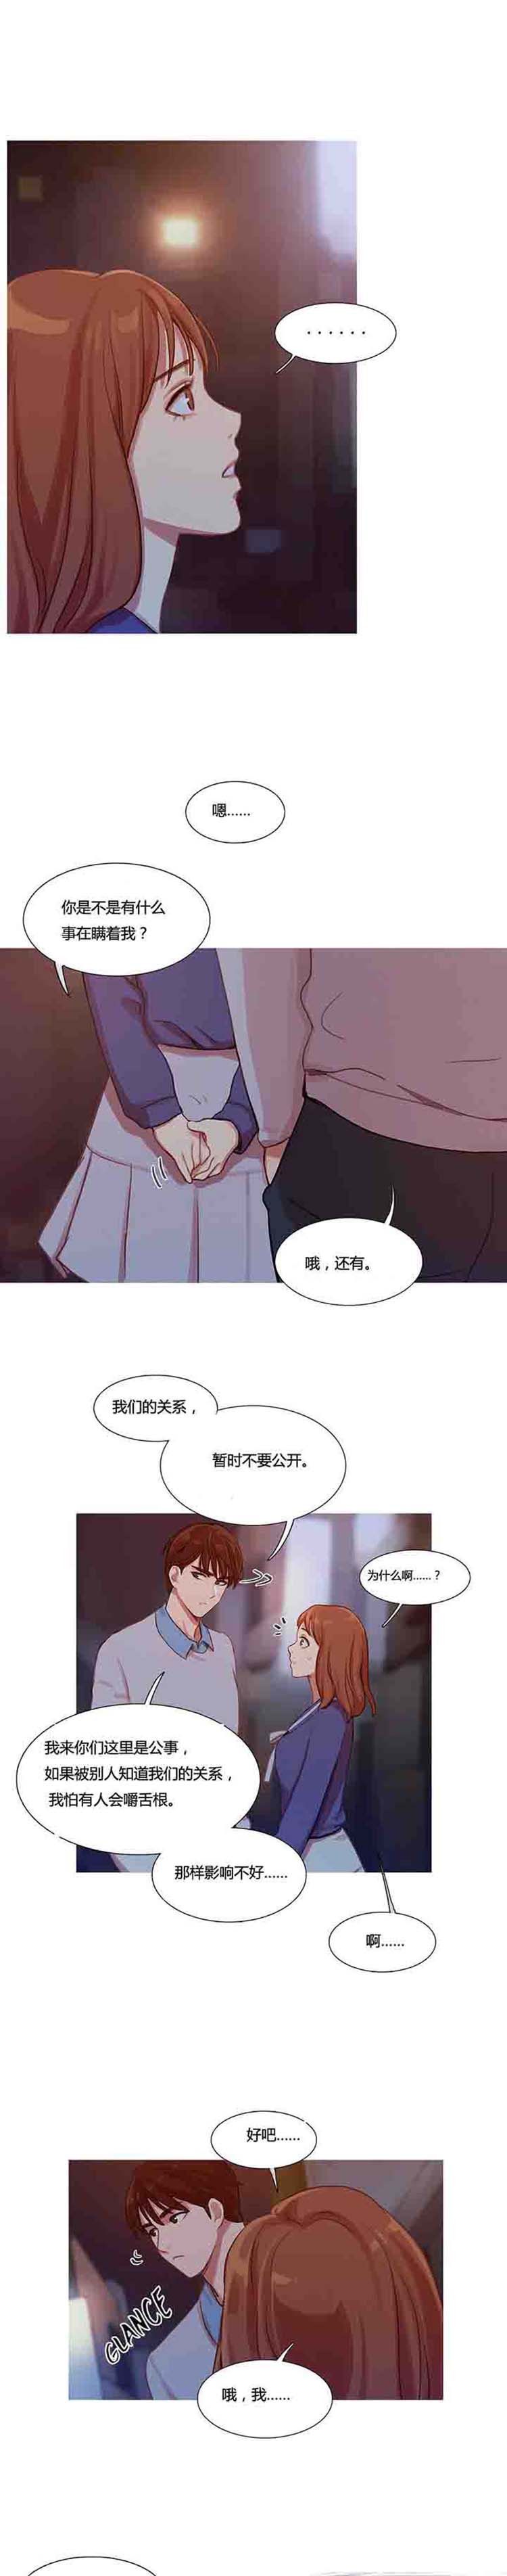 ......
嗯......
你是不是有什么
事在瞒着我？
哦，还有。
我们的关系，
暂时不要公开。
为什么啊......？
我来你们这里是公事，
如果被别人知道我们的关系，
我怕有人会嚼舌根。
那样影响不好......
啊......
好吧......
GLANCE
哦，我......